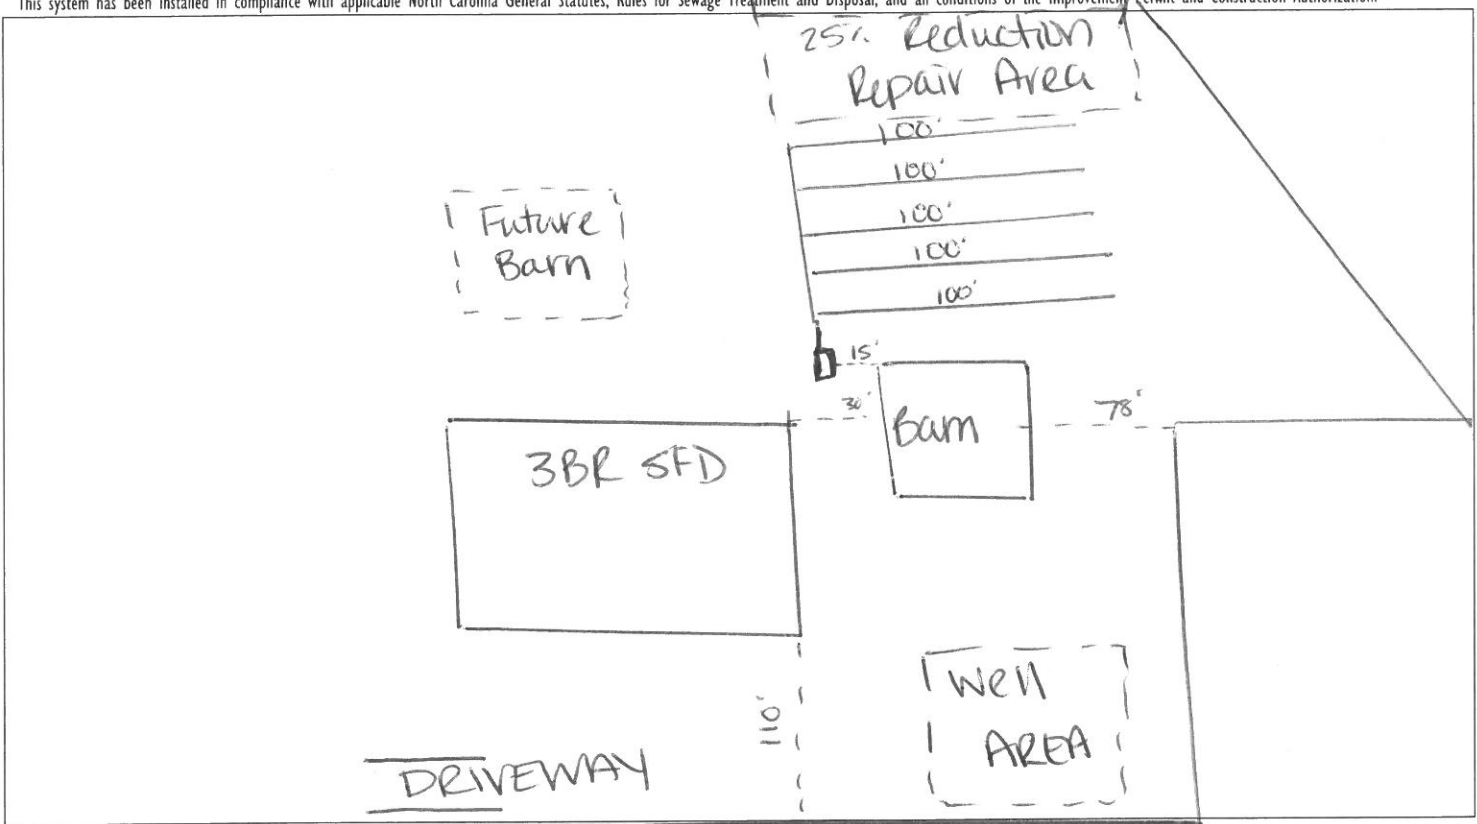 This system has been installed in compliance with applicable North Carolina General Statutes, Rules for Sewage Treatment and Disposal, and all conditions of the Improvement Permit and Construction Authorization.
25% Reduction
Repair Area
100'
100'
100'
100'
100'
Future
Barn
15'
30'
Barn
78'
3BR SFD
110'
Well
AREA
DRIVEWAY